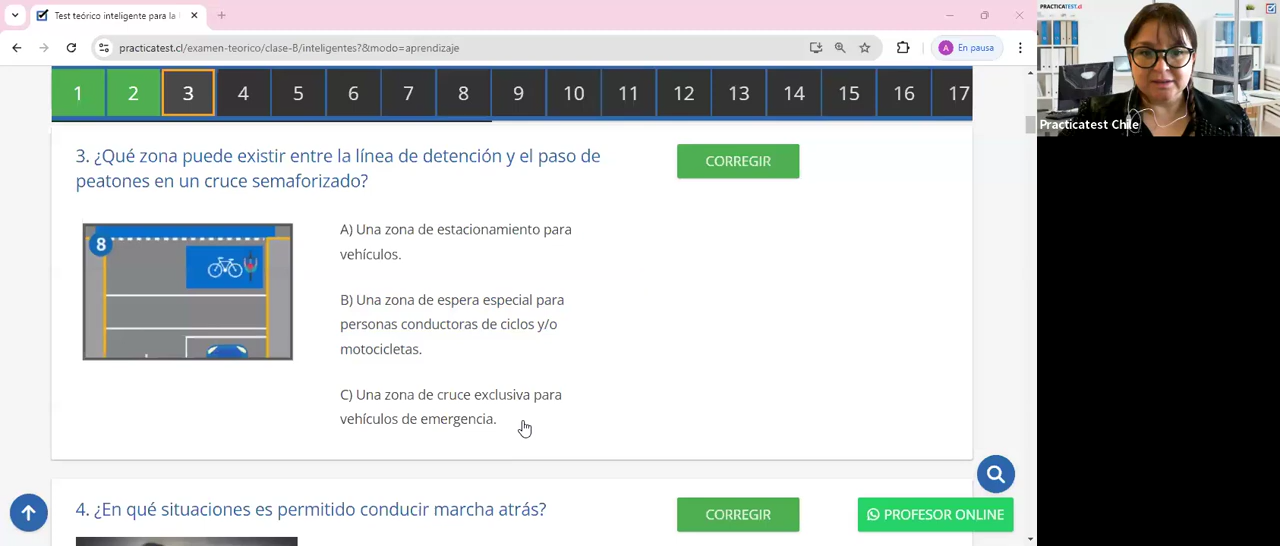 Test teórico inteligente para la
practicatest.cl/examen-teorico/clase-B/inteligentes?&modo=aprendizaje
A
En pausa
1 2 3 4 5 6 7 8 9 10 11 12 13 14 15 16 17
3. ¿Qué zona puede existir entre la línea de detención y el paso de
peatones en un cruce semaforizado?
CORREGIR
8
A) Una zona de estacionamiento para
vehículos.
B) Una zona de espera especial para
personas conductoras de ciclos y/o
motocicletas.
C) Una zona de cruce exclusiva para
vehículos de emergencia.
4. ¿En qué situaciones es permitido conducir marcha atrás?
CORREGIR
PROFESOR ONLINE
PRACTICATEST.cl
Practicatest Chile